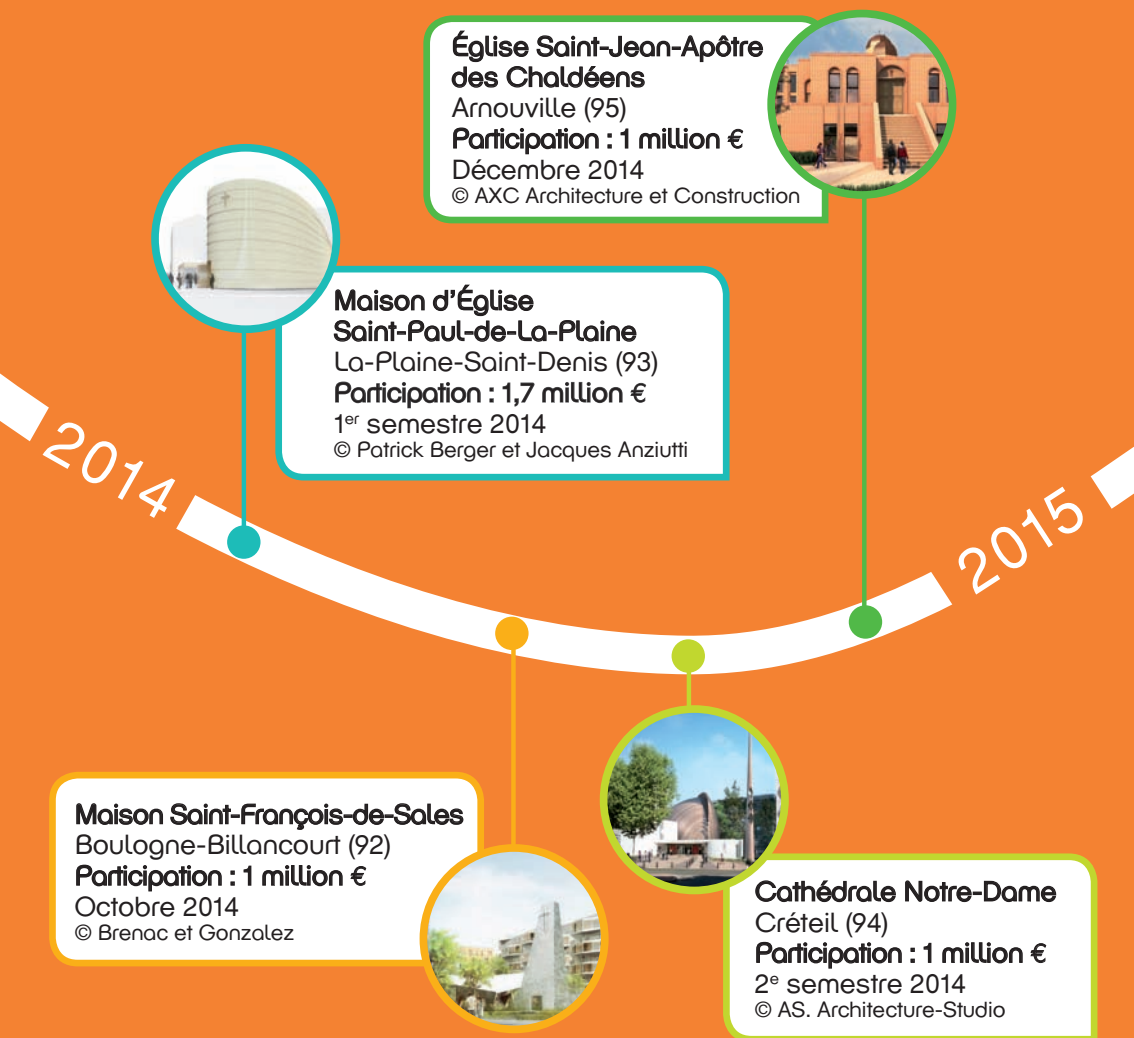 Église Saint-Jean-Apôtre
des Chaldéens
Arnouville (95)
Participation : 1 million €
Décembre 2014
© AXC Architecture et Construction
Maison d’Église
Saint-Paul-de-La-Plaine
La-Plaine-Saint-Denis (93)
Participation : 1,7 million €
1er semestre 2014
© Patrick Berger et Jacques Anziutti
2014
2015
Maison Saint-François-de-Sales
Boulogne-Billancourt (92)
Participation : 1 million €
Octobre 2014
© Brenac et Gonzalez
Cathédrale Notre-Dame
Créteil (94)
Participation : 1 million €
2e semestre 2014
© AS. Architecture-Studio